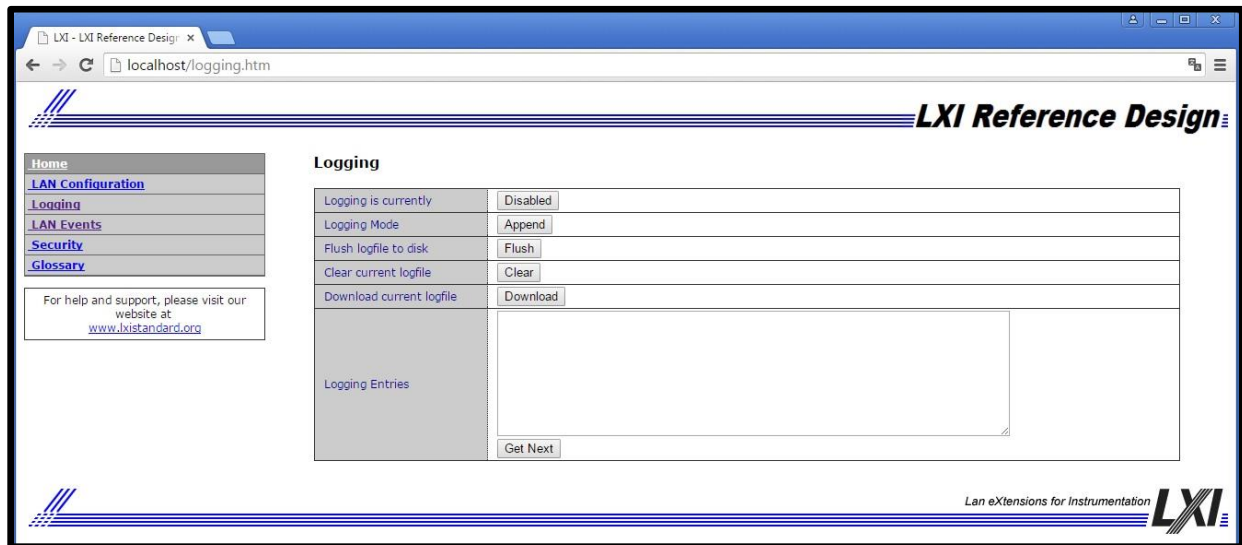 LXI - LXI Reference Desigr
localhost/logging.htm
LXI Reference Design
Home
LAN Configuration
Logging
LAN Events
Security
Glossary
For help and support, please visit our
website at
www.lxistandard.org
Logging
Logging is currently Disabled
Logging Mode Append
Flush logfile to disk Flush
Clear current logfile Clear
Download current logfile Download
Logging Entries
Get Next
Lan eXtensions for Instrumentation
LXI